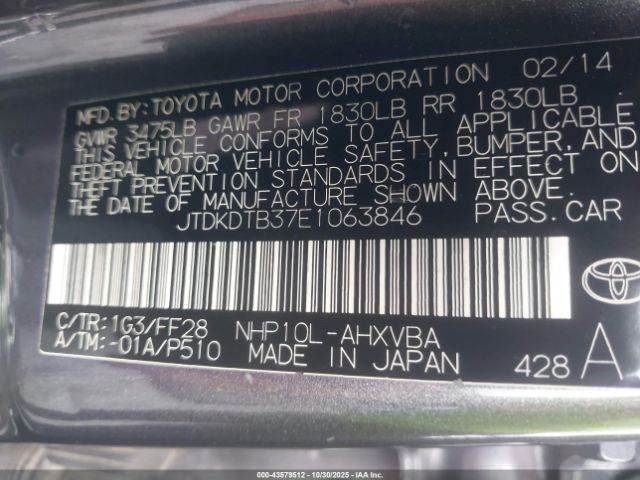 MFD.BY:TOYOTA MOTOR CORPORATION 02/14
GVWR 3475LB GAWR FR 1830LB RR 1830LB
THIS VEHICLE CONFORMS TO ALL APPLICABLE
FEDERAL MOTOR VEHICLE SAFETY,BUMPER,AND
THEFT PREVENTION STANDARDS IN EFFECT ON
THE DATE OF MANUFACTURE SHOWN ABOVE.
JTDKDTB37E1063846 PASS.CAR
C/TR:1G3/FF28 NHP10L-AHXVBA
A/TM:-01A/P510 MADE IN JAPAN 428 A
000-43579512 | 10/30/2025 - IAA Inc.